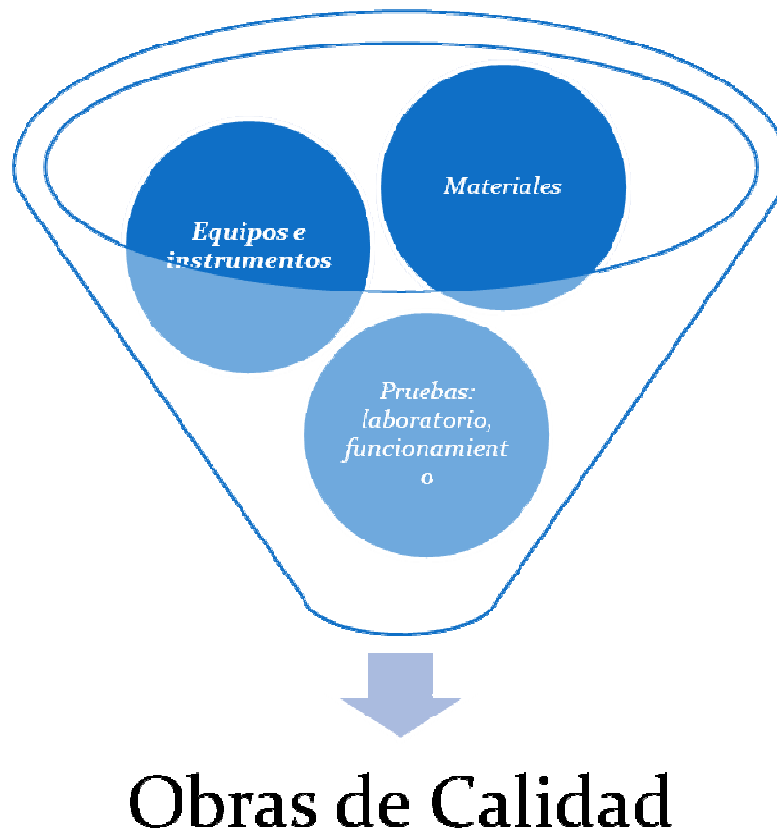 Materiales
Equipos e
instrumentos
Pruebas:
laboratorio,
funcionamient
o
Obras de Calidad